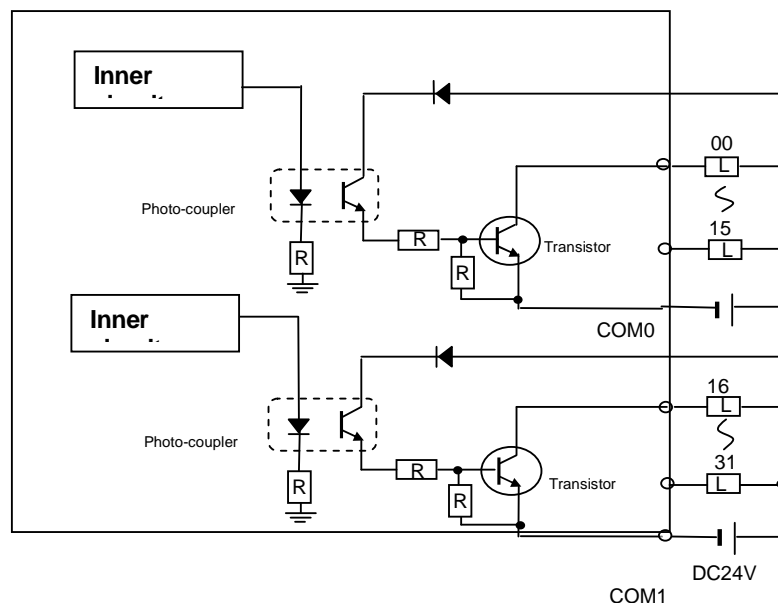 Inner
00
L
Photo-coupler
15
R
Transistor
L
R
R
COM0
Inner
16
L
Photo-coupler
31
R
Transistor
L
R
R
DC24V
COM1